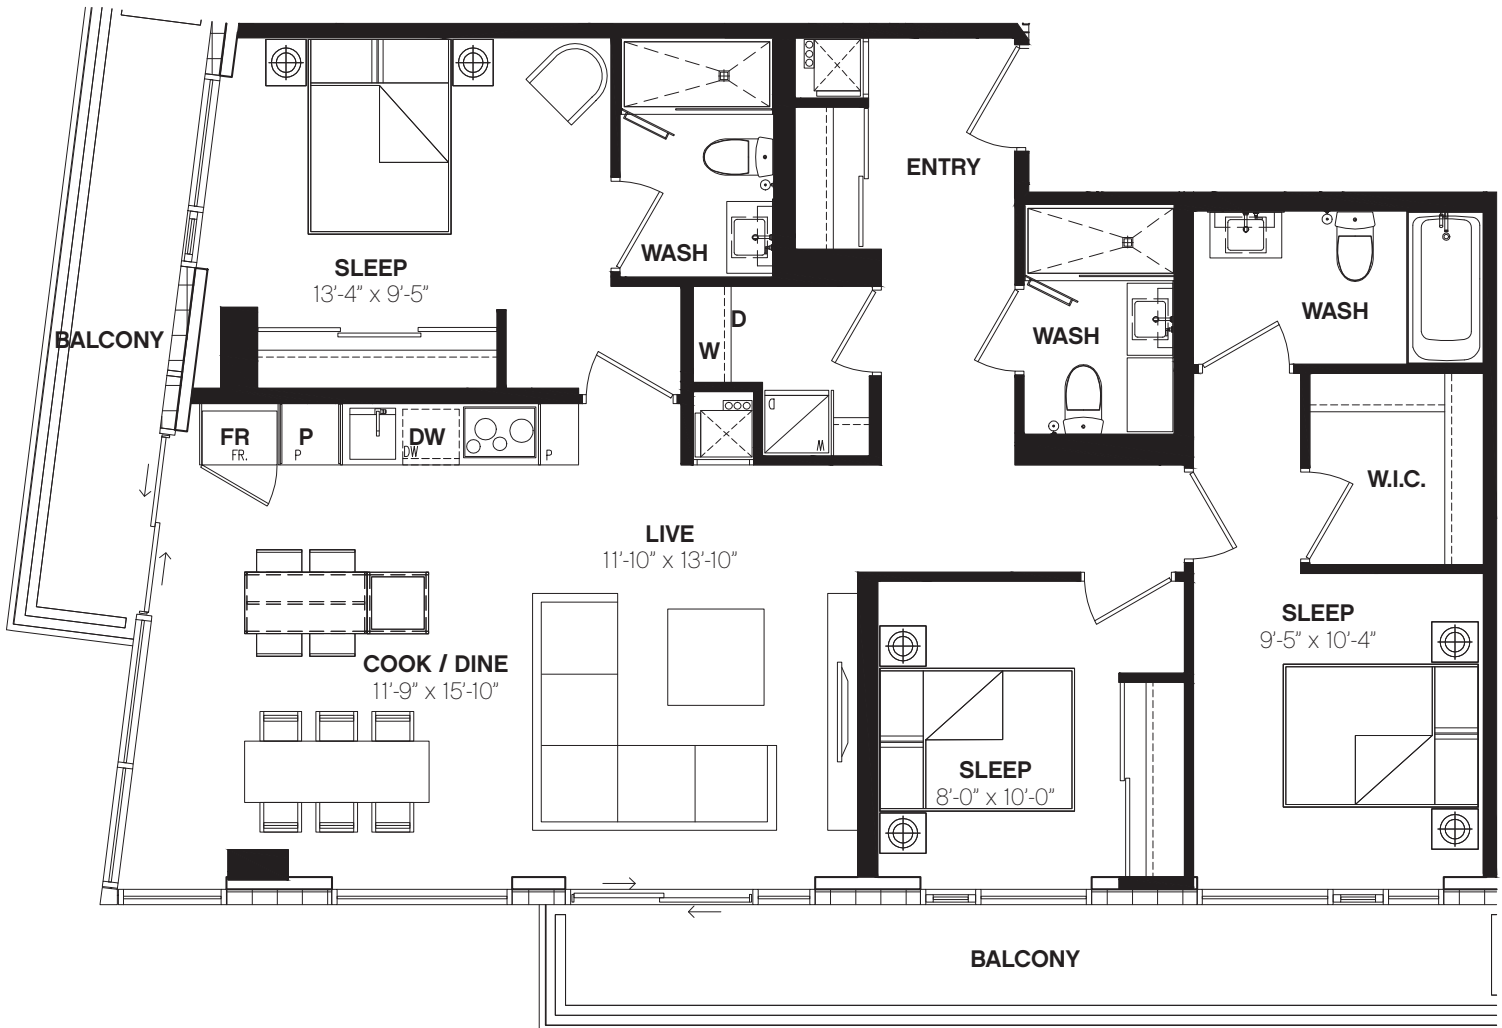 ENTRY
WASH
SLEEP
13'-4" x 9'-5"
BALCONY
D
W
WASH
WASH
FR
FR.
P
P
DW
DW
P
D
W
W.I.C.
LIVE
11'-10" x 13'-10"
COOK / DINE
11'-9" x 15'-10"
SLEEP
9'-5" x 10'-4"
SLEEP
8'-0" x 10'-0"
BALCONY